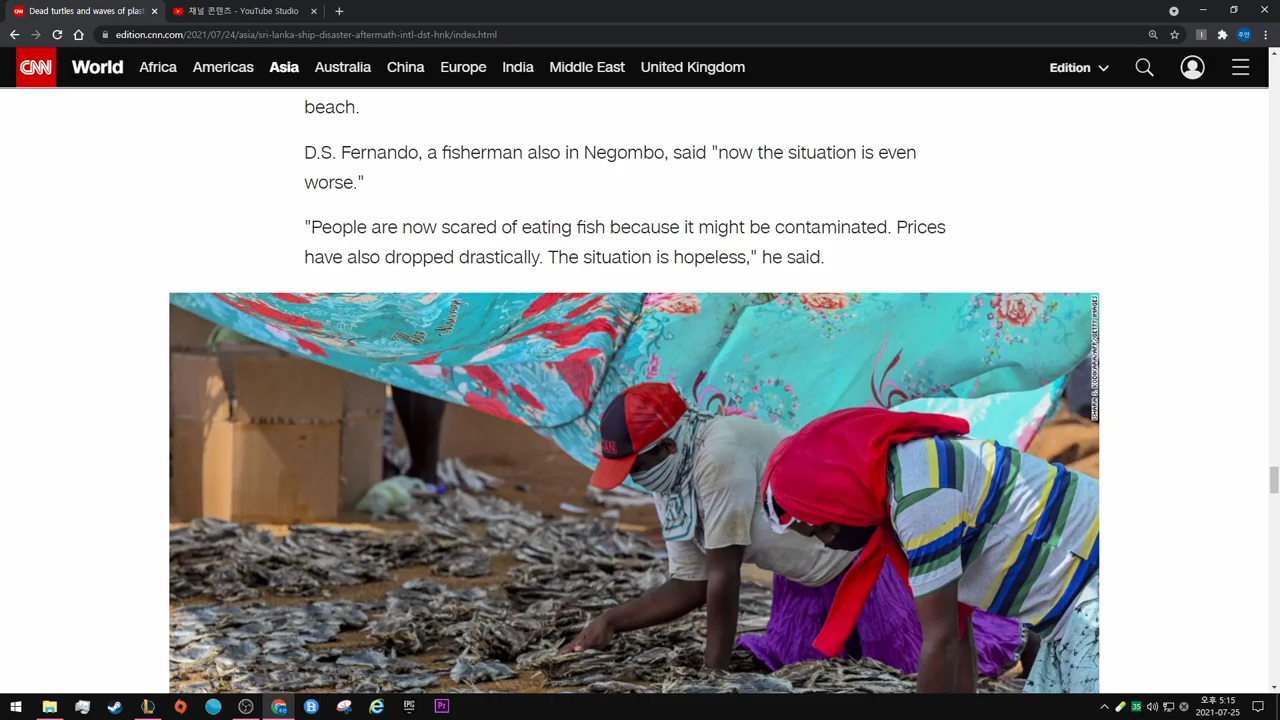 Dead turtles and waves of plast
채널 콘텐츠 - YouTube Studio
edition.cnn.com/2021/07/24/asia/sri-lanka-ship-disaster-aftermath-intl-dst-hnk/index.html
CNN World Africa Americas Asia Australia China Europe India Middle East United Kingdom Edition
beach.
D.S. Fernando, a fisherman also in Negombo, said "now the situation is even
worse."
"People are now scared of eating fish because it might be contaminated. Prices
have also dropped drastically. The situation is hopeless," he said.
EPIC
Pr
35
오후 5:15
2021-07-25